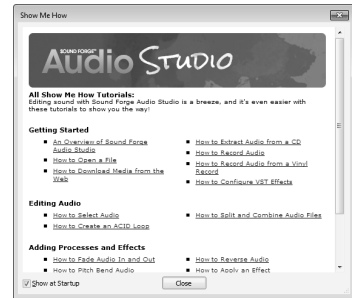 Show Me How
SOUND FORGE™
Audio STUDIO
All Show Me How Tutorials:
Editing sound with Sound Forge Audio Studio is a breeze, and it's even easier with
these tutorials to show you the way!
Getting Started
An Overview of Sound Forge
Audio Studio
How to Open a File
How to Download Media from the
Web
How to Extract Audio from a CD
How to Record Audio
How to Record Audio from a Vinyl
Record
How to Configure VST Effects
Editing Audio
How to Select Audio
How to Create an ACID Loop
How to Split and Combine Audio Files
Adding Processes and Effects
How to Fade Audio In and Out
How to Pitch Bend Audio
How to Reverse Audio
How to Apply an Effect
Show at Startup
Close